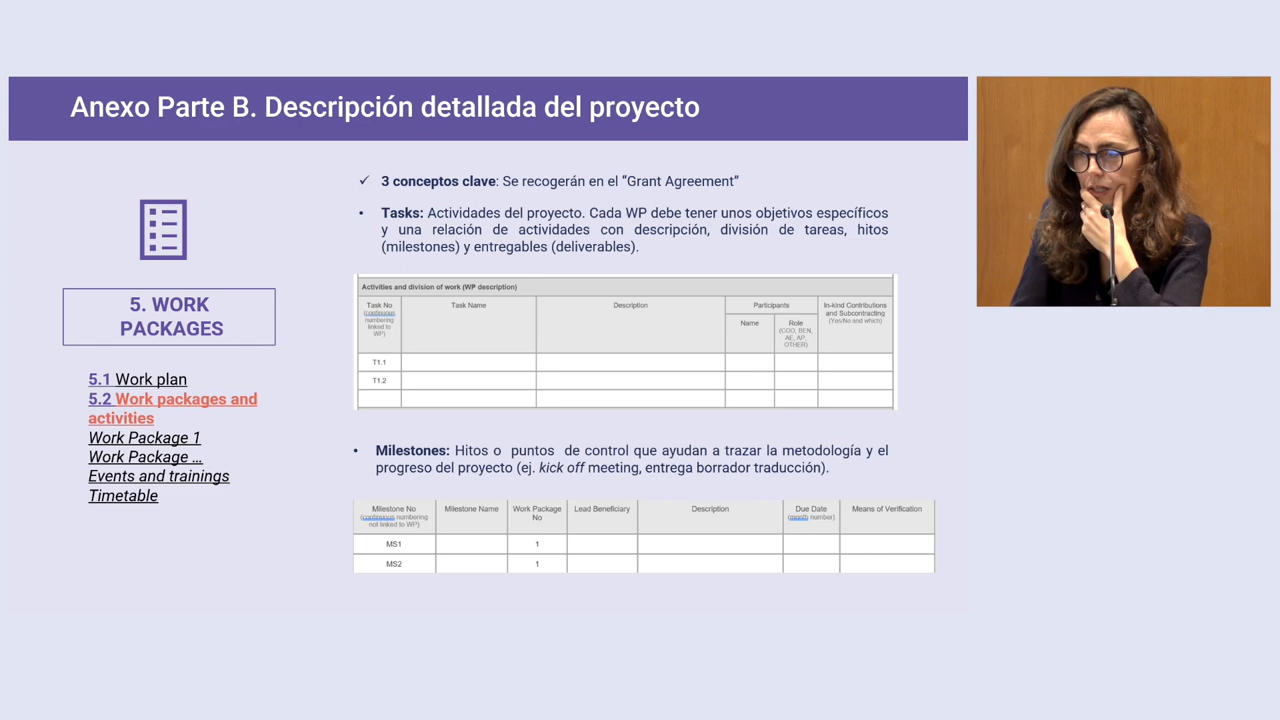 Anexo Parte B. Descripción detallada del proyecto
5. WORK
PACKAGES
5.1 Work plan
5.2 Work packages and
activities
Work Package 1
Work Package ...
Events and trainings
Timetable
✓ 3 conceptos clave: Se recogerán en el “Grant Agreement”
• Tasks: Actividades del proyecto. Cada WP debe tener unos objetivos específicos
y una relación de actividades con descripción, división de tareas, hitos
(milestones) y entregables (deliverables).
Activities and division of work (WP description)
Task No
(continuous
numbering
linked to
WP)
Task Name
Description
Participants
Name
Role
(COO, BEN,
AE, AP,
OTHER)
In-kind Contributions
and Subcontracting
(Yes/No and which)
T1.1
T1.2
• Milestones: Hitos o puntos de control que ayudan a trazar la metodología y el
progreso del proyecto (ej. kick off meeting, entrega borrador traducción).
Milestone No
(continuous numbering
not linked to WP)
Milestone Name
Work Package
No
Lead Beneficiary
Description
Due Date
(month number)
Means of Verification
MS1
1
MS2
1